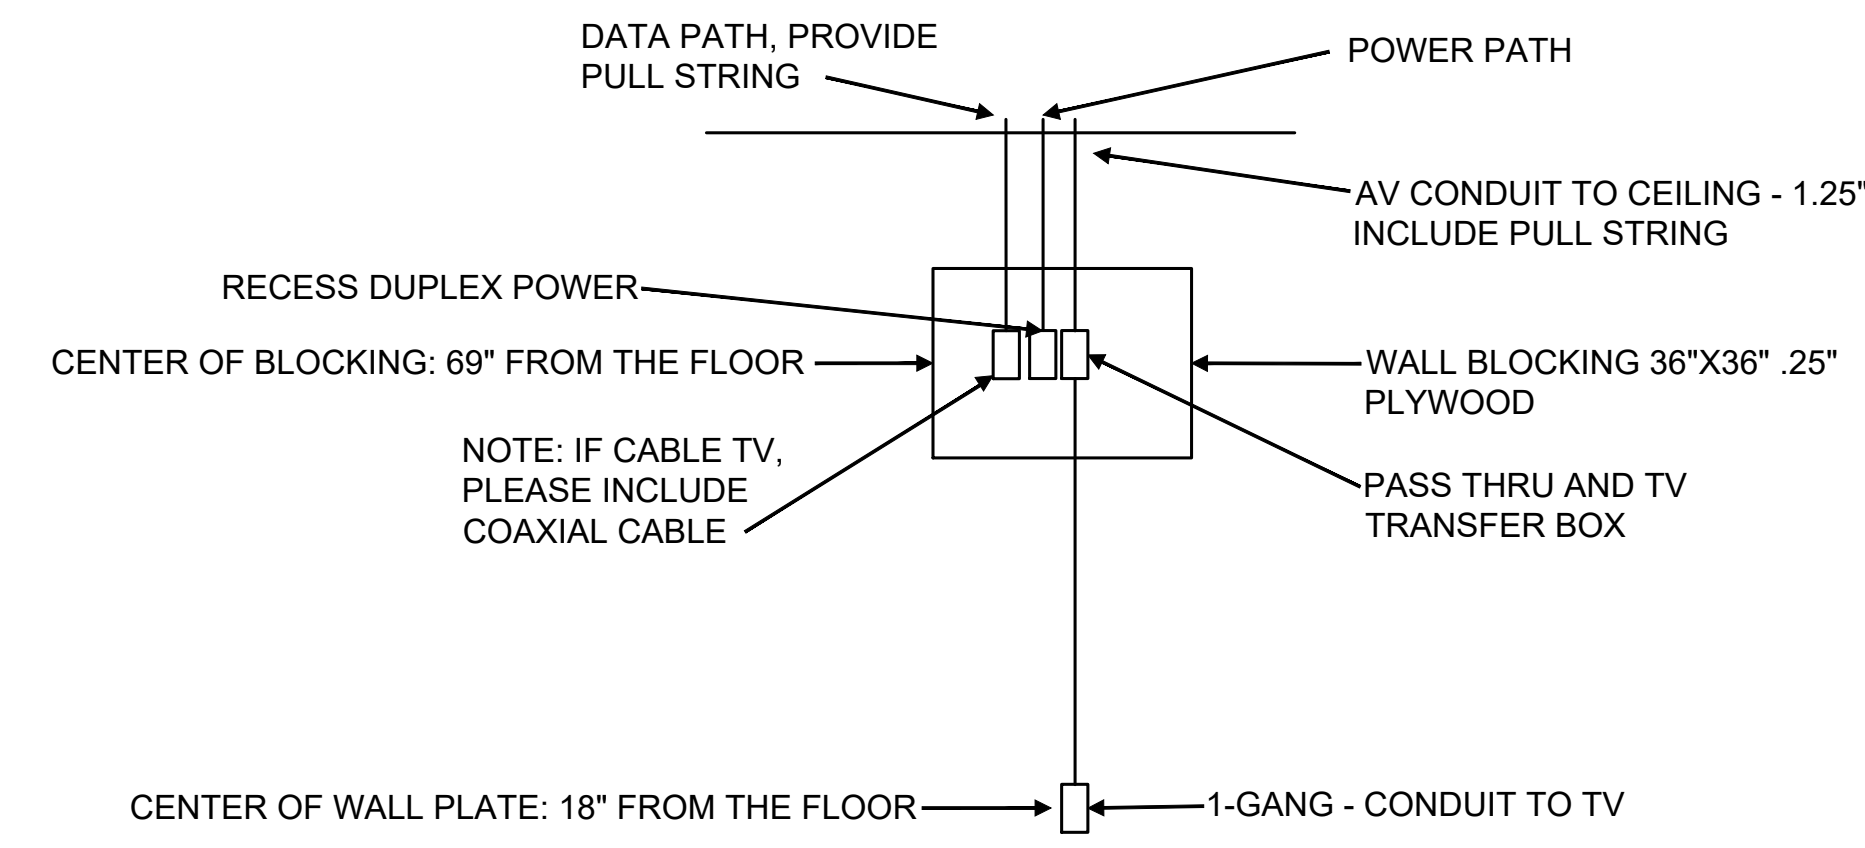 DATA PATH, PROVIDE
PULL STRING
POWER PATH
AV CONDUIT TO CEILING - 1.25"
INCLUDE PULL STRING
RECESS DUPLEX POWER
CENTER OF BLOCKING: 69" FROM THE FLOOR
WALL BLOCKING 36"X36" .25"
PLYWOOD
NOTE: IF CABLE TV,
PLEASE INCLUDE
COAXIAL CABLE
PASS THRU AND TV
TRANSFER BOX
CENTER OF WALL PLATE: 18" FROM THE FLOOR
1-GANG - CONDUIT TO TV